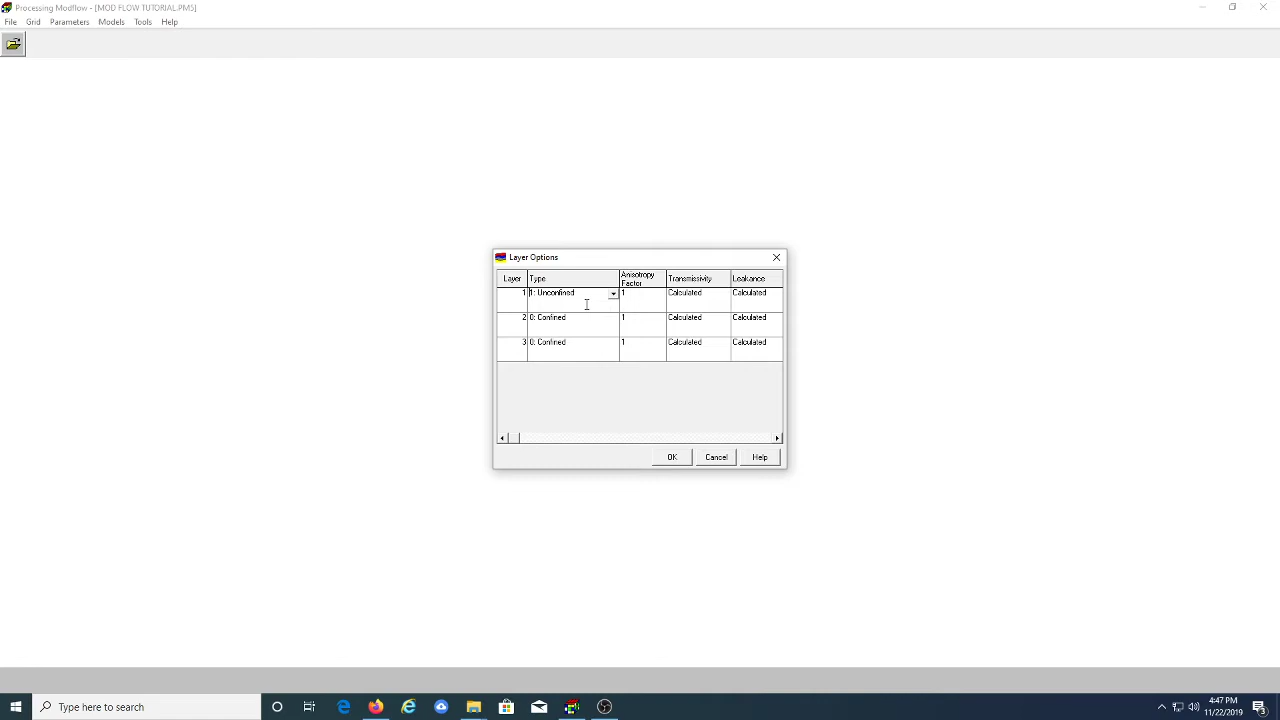 Processing Modflow - [MOD FLOW TUTORIAL.PM5]
File Grid Parameters Models Tools Help
Layer Options
Layer Type Anisotropy Factor Transmissivity Leakance
1 1: Unconfined 1 Calculated Calculated
2 0: Confined 1 Calculated Calculated
3 0: Confined 1 Calculated Calculated
OK Cancel Help
Type here to search
4:47 PM
11/22/2019